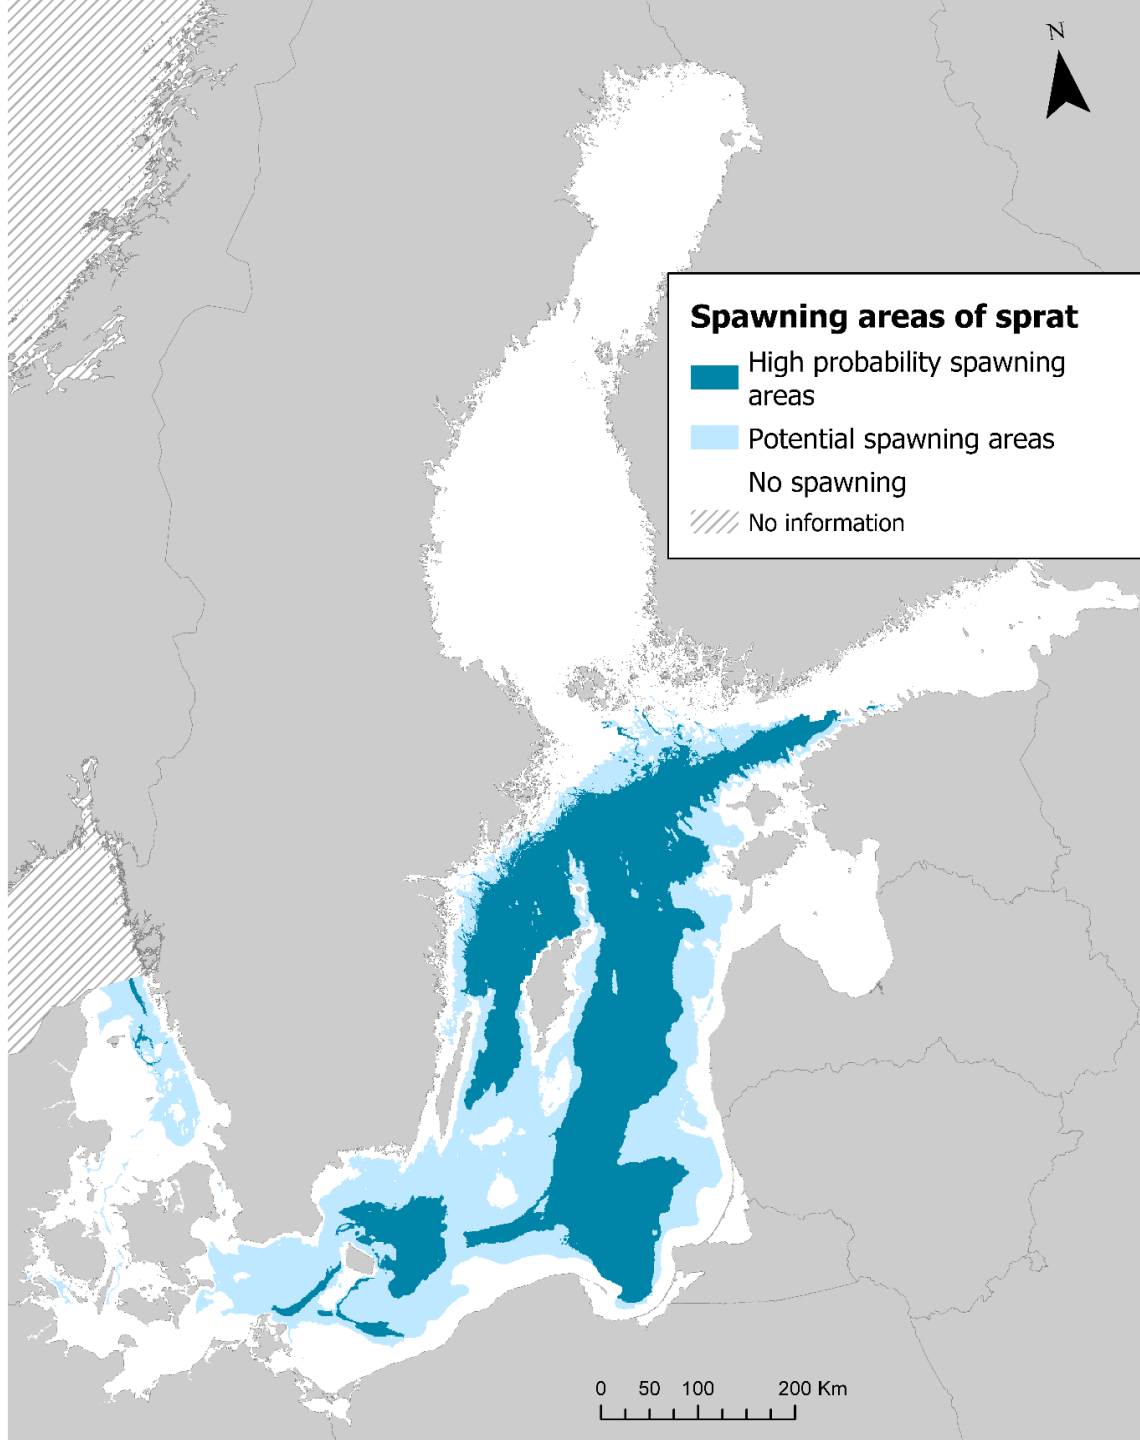 N
Spawning areas of sprat
High probability spawning
areas
Potential spawning areas
No spawning
No information
0 50 100 200 Km